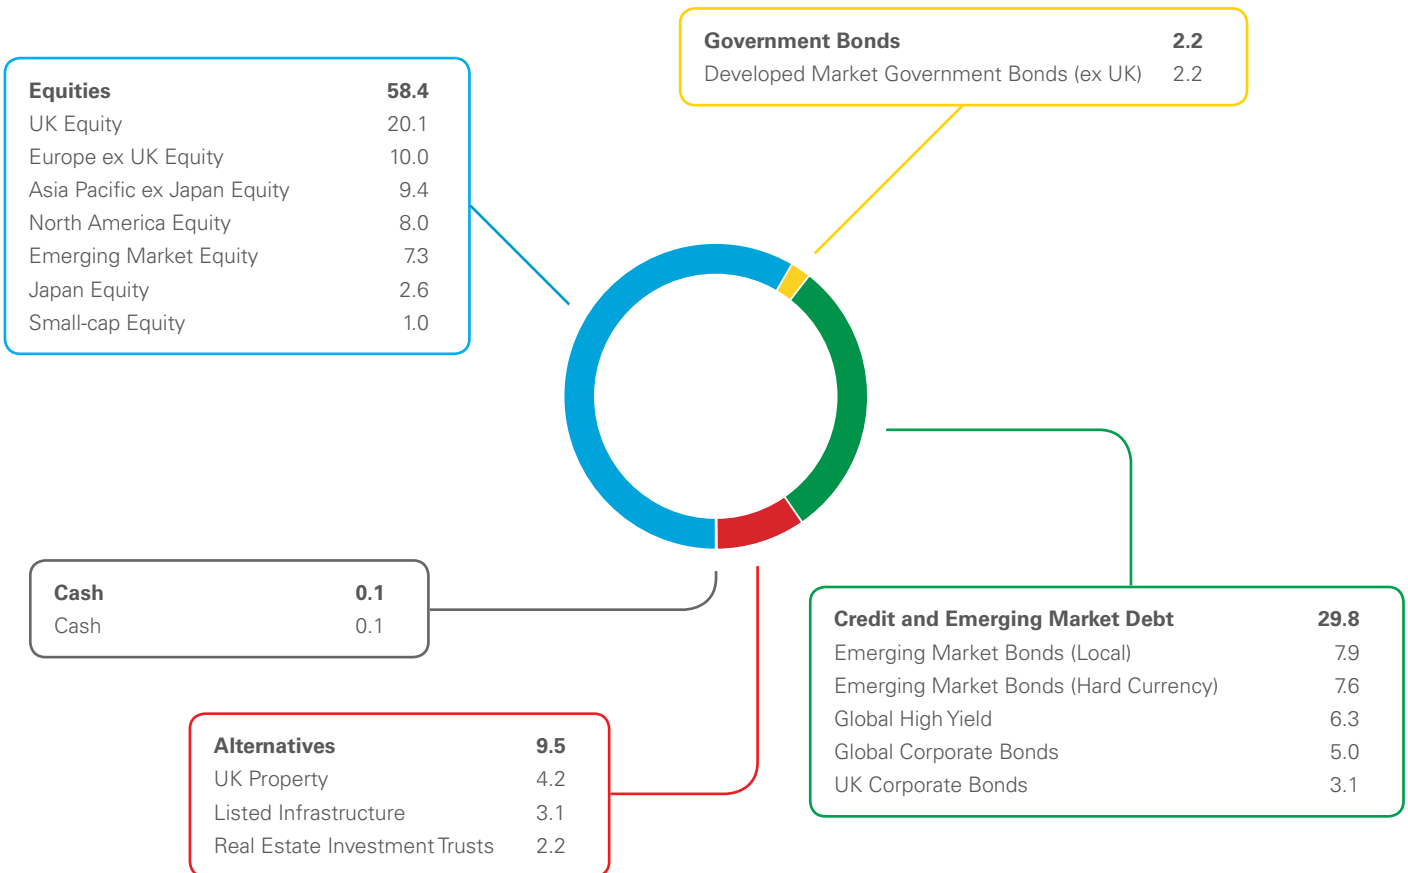 Government Bonds 2.2
Developed Market Government Bonds (ex UK) 2.2
Equities 58.4
UK Equity 20.1
Europe ex UK Equity 10.0
Asia Pacific ex Japan Equity 9.4
North America Equity 8.0
Emerging Market Equity 7.3
Japan Equity 2.6
Small-cap Equity 1.0
Cash 0.1
Cash 0.1
Credit and Emerging Market Debt 29.8
Emerging Market Bonds (Local) 7.9
Emerging Market Bonds (Hard Currency) 7.6
Global High Yield 6.3
Global Corporate Bonds 5.0
UK Corporate Bonds 3.1
Alternatives 9.5
UK Property 4.2
Listed Infrastructure 3.1
Real Estate Investment Trusts 2.2